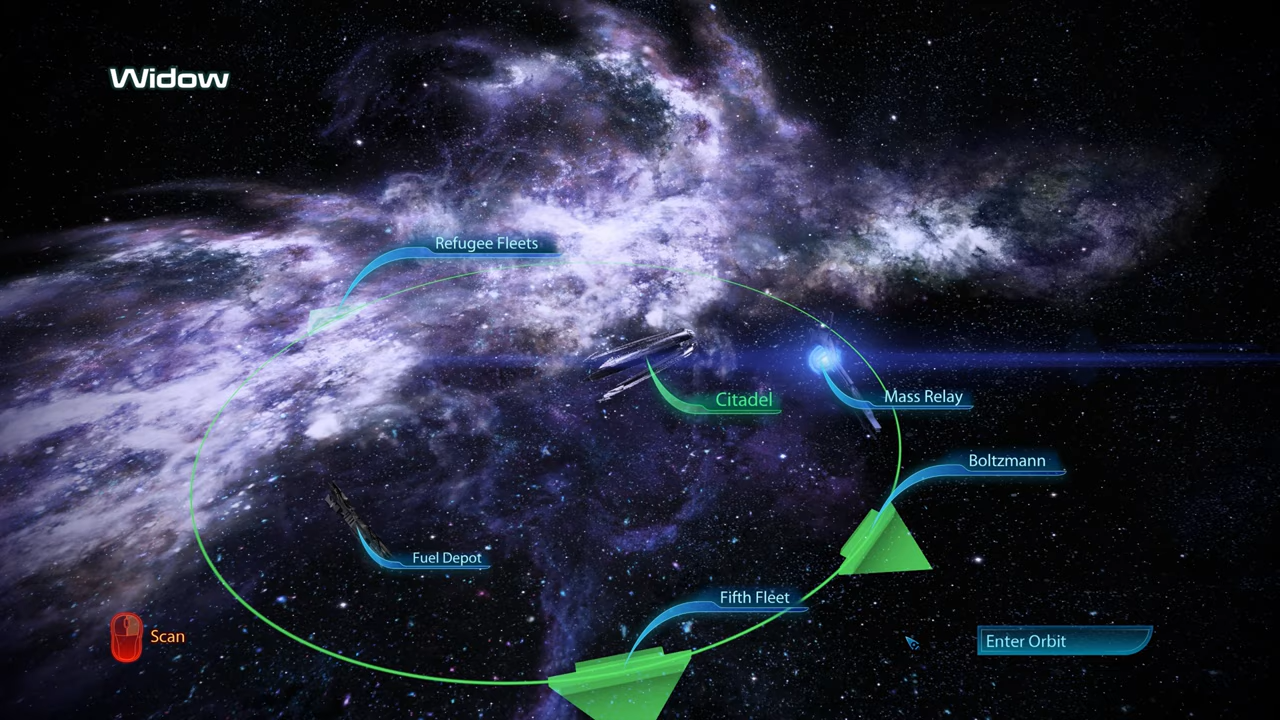 Widow
Refugee Fleets
Citadel
Mass Relay
Boltzmann
Fuel Depot
Fifth Fleet
Scan
Enter Orbit